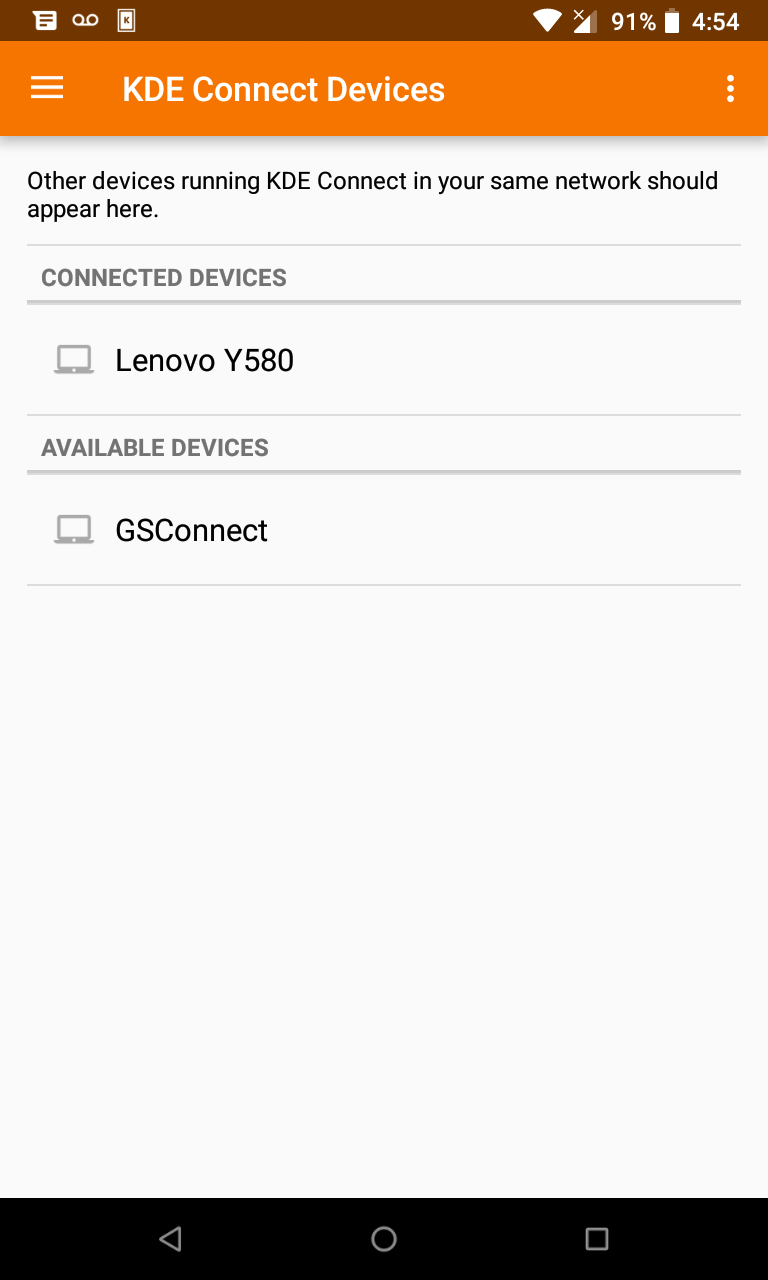 91% 4:54
KDE Connect Devices
Other devices running KDE Connect in your same network should
appear here.
CONNECTED DEVICES
Lenovo Y580
AVAILABLE DEVICES
GSConnect